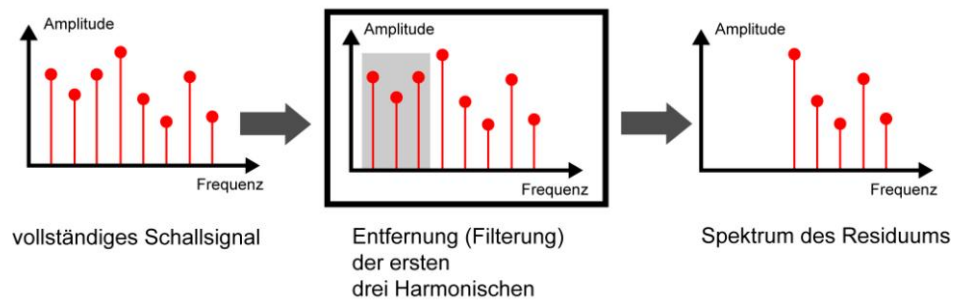 Amplitude
Frequenz
vollständiges Schallsignal
Amplitude
Frequenz
Entfernung (Filterung)
der ersten
drei Harmonischen
Amplitude
Frequenz
Spektrum des Residuums